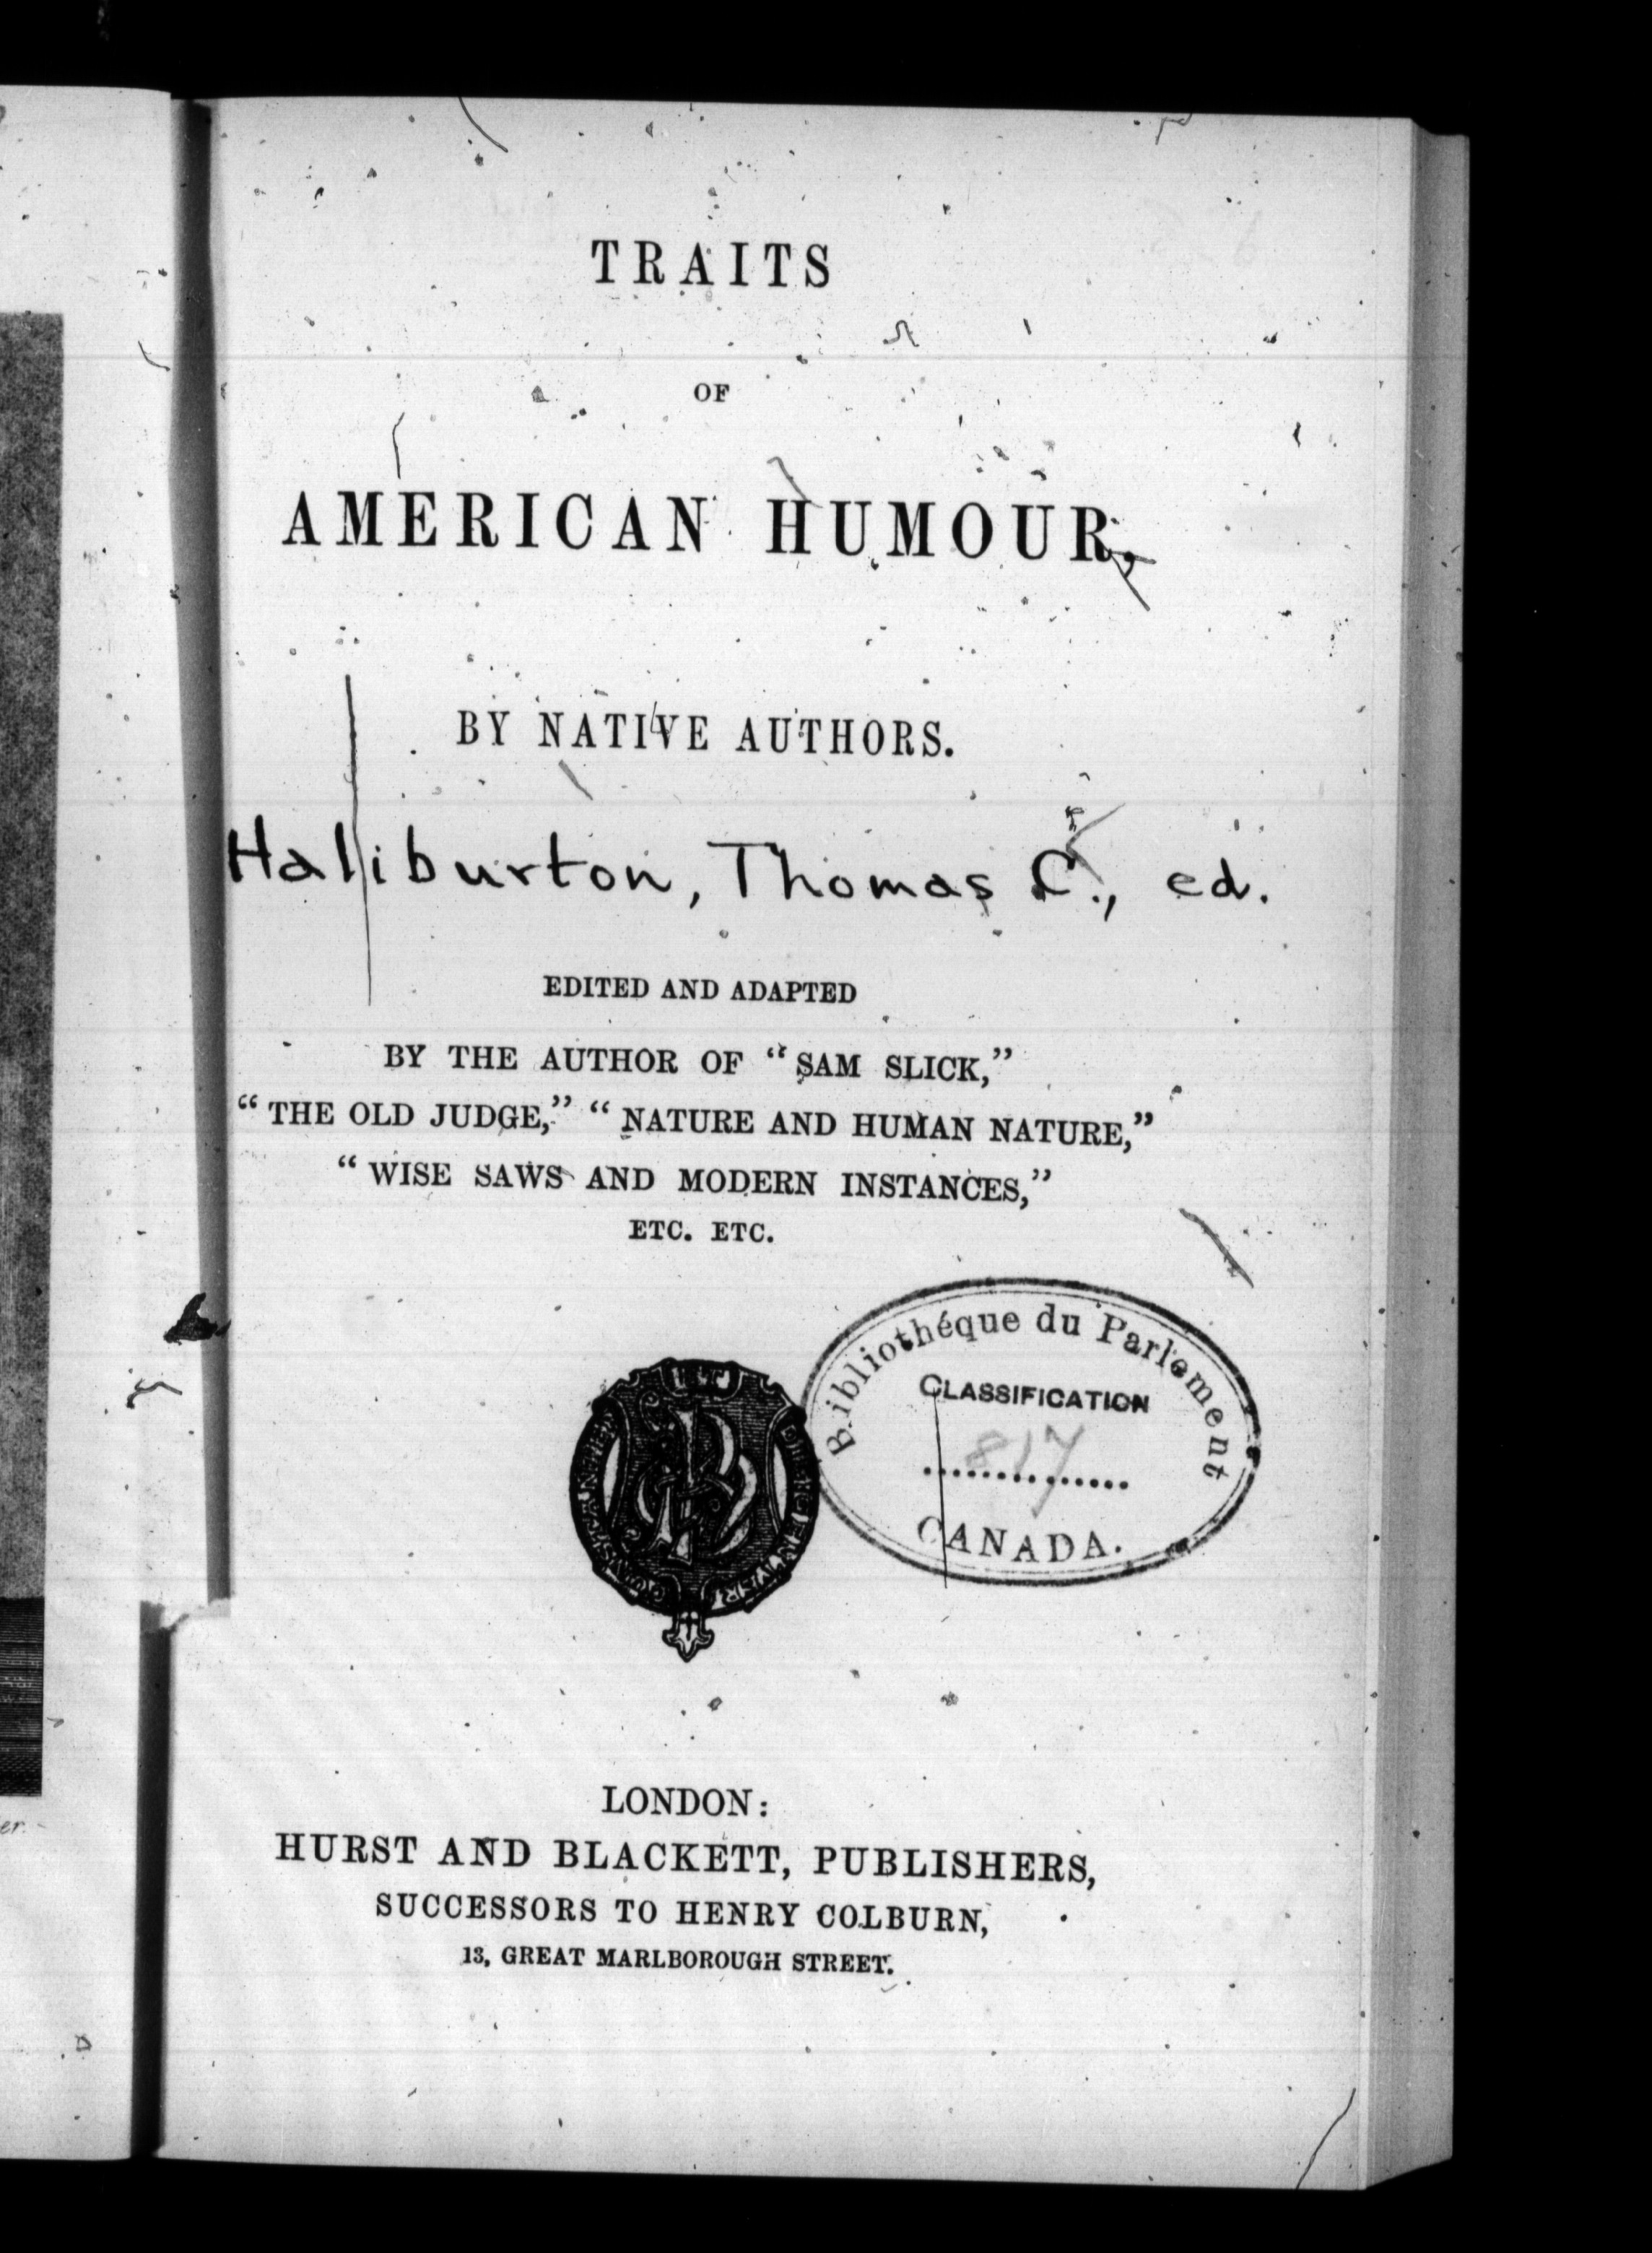 TRAITS
OF
AMERICAN HUMOUR,
BY NATIVE AUTHORS.
Haliburton, Thomas C., ed.
EDITED AND ADAPTED
BY THE AUTHOR OF “SAM SLICK,”
“THE OLD JUDGE,” “NATURE AND HUMAN NATURE,”
“WISE SAWS AND MODERN INSTANCES,”
ETC. ETC.
Bibliothéque du Parlement
CLASSIFICATION
817
CANADA.
LONDON:
HURST AND BLACKETT, PUBLISHERS,
SUCCESSORS TO HENRY COLBURN,
13, GREAT MARLBOROUGH STREET.